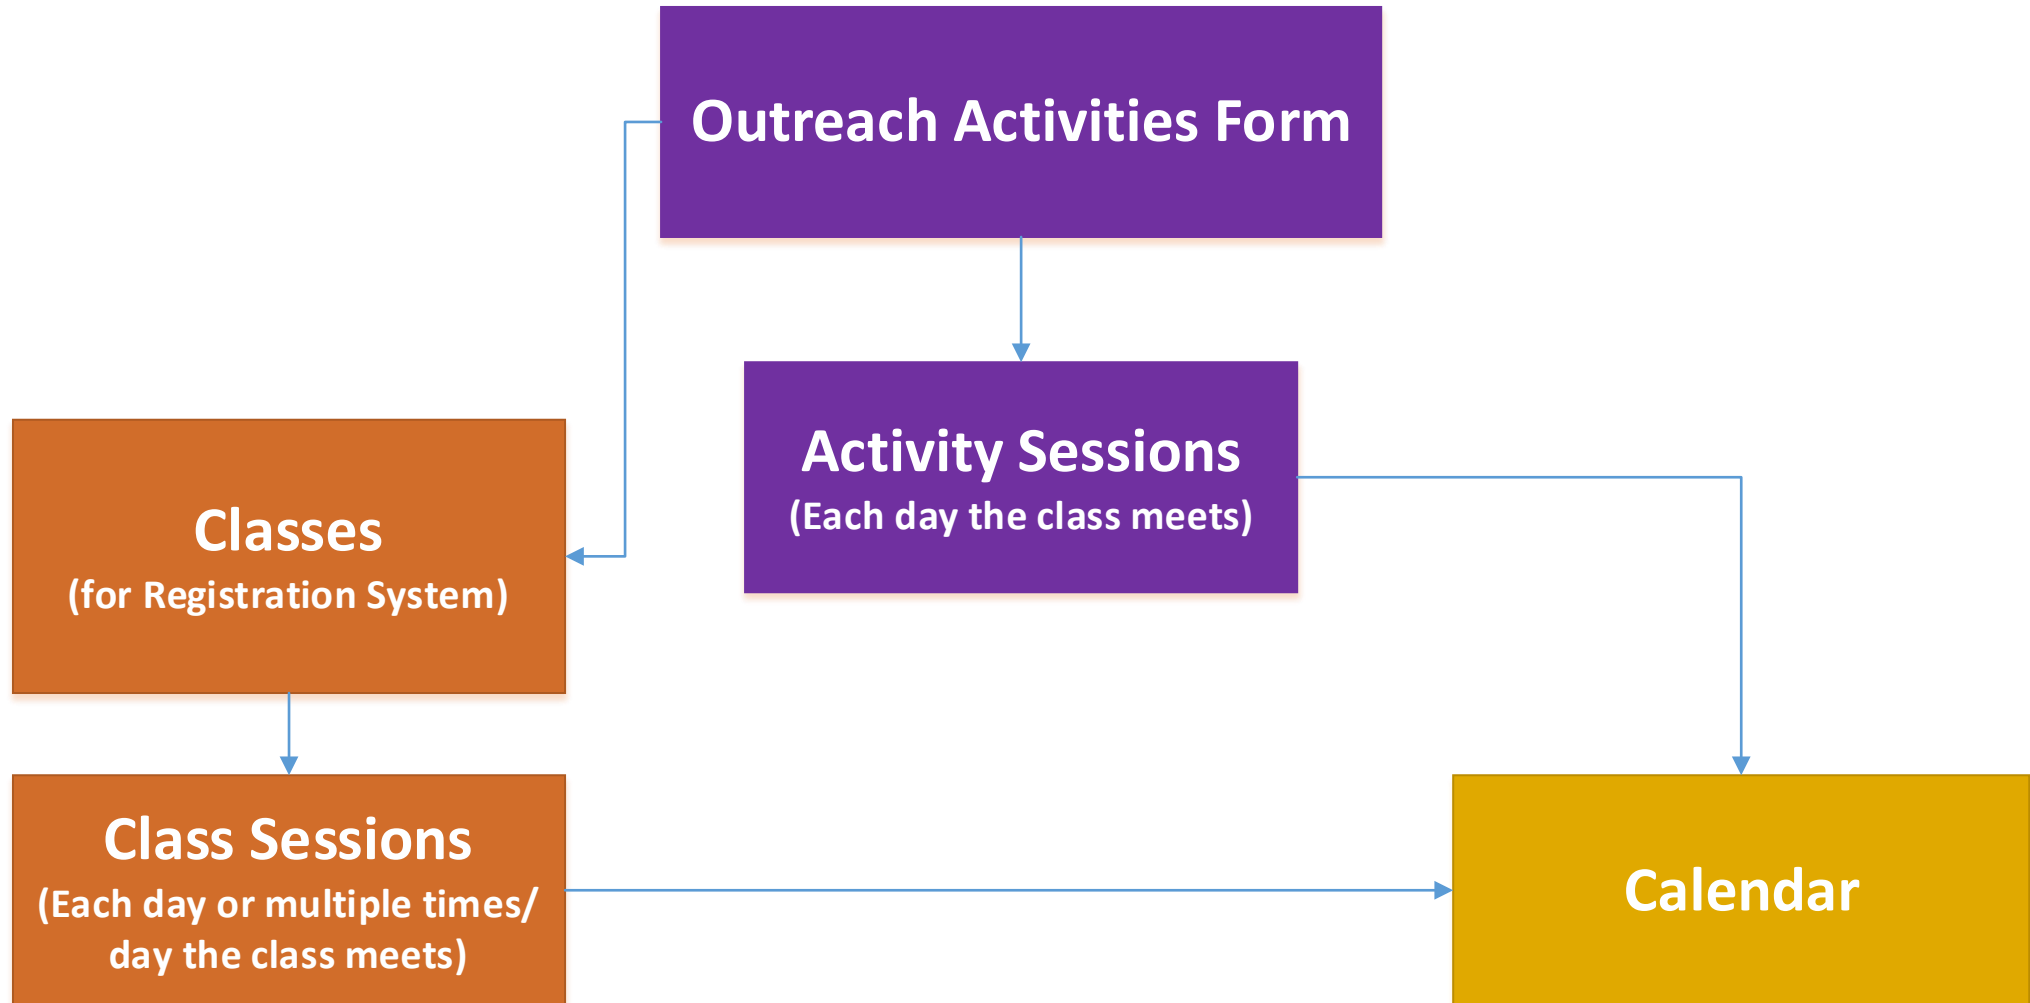 Outreach Activities Form
Activity Sessions
(Each day the class meets)
Classes
(for Registration System)
Class Sessions
(Each day or multiple times/
day the class meets)
Calendar